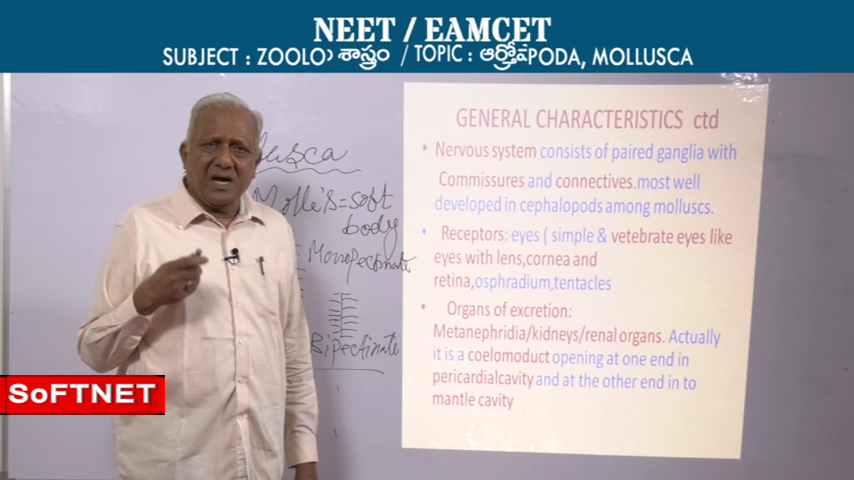 NEET / EAMCET
SUBJECT : ZOOLO శాస్త్రం / TOPIC : ఆర్త్రోPODA, MOLLUSCA
lusca
Molle's = soft
body
= Monopectinate
Bipectinate
GENERAL CHARACTERISTICS ctd
• Nervous system consists of paired ganglia with
Commissures and connectives.most well
developed in cephalopods among molluscs.
• Receptors: eyes ( simple & vetebrate eyes like
eyes with lens,cornea and
retina,osphradium,tentacles
• Organs of excretion:
Metanephridia/kidneys/renal organs. Actually
it is a coelomoduct opening at one end in
pericardialcavity and at the other end in to
mantle cavity
SoFTNET